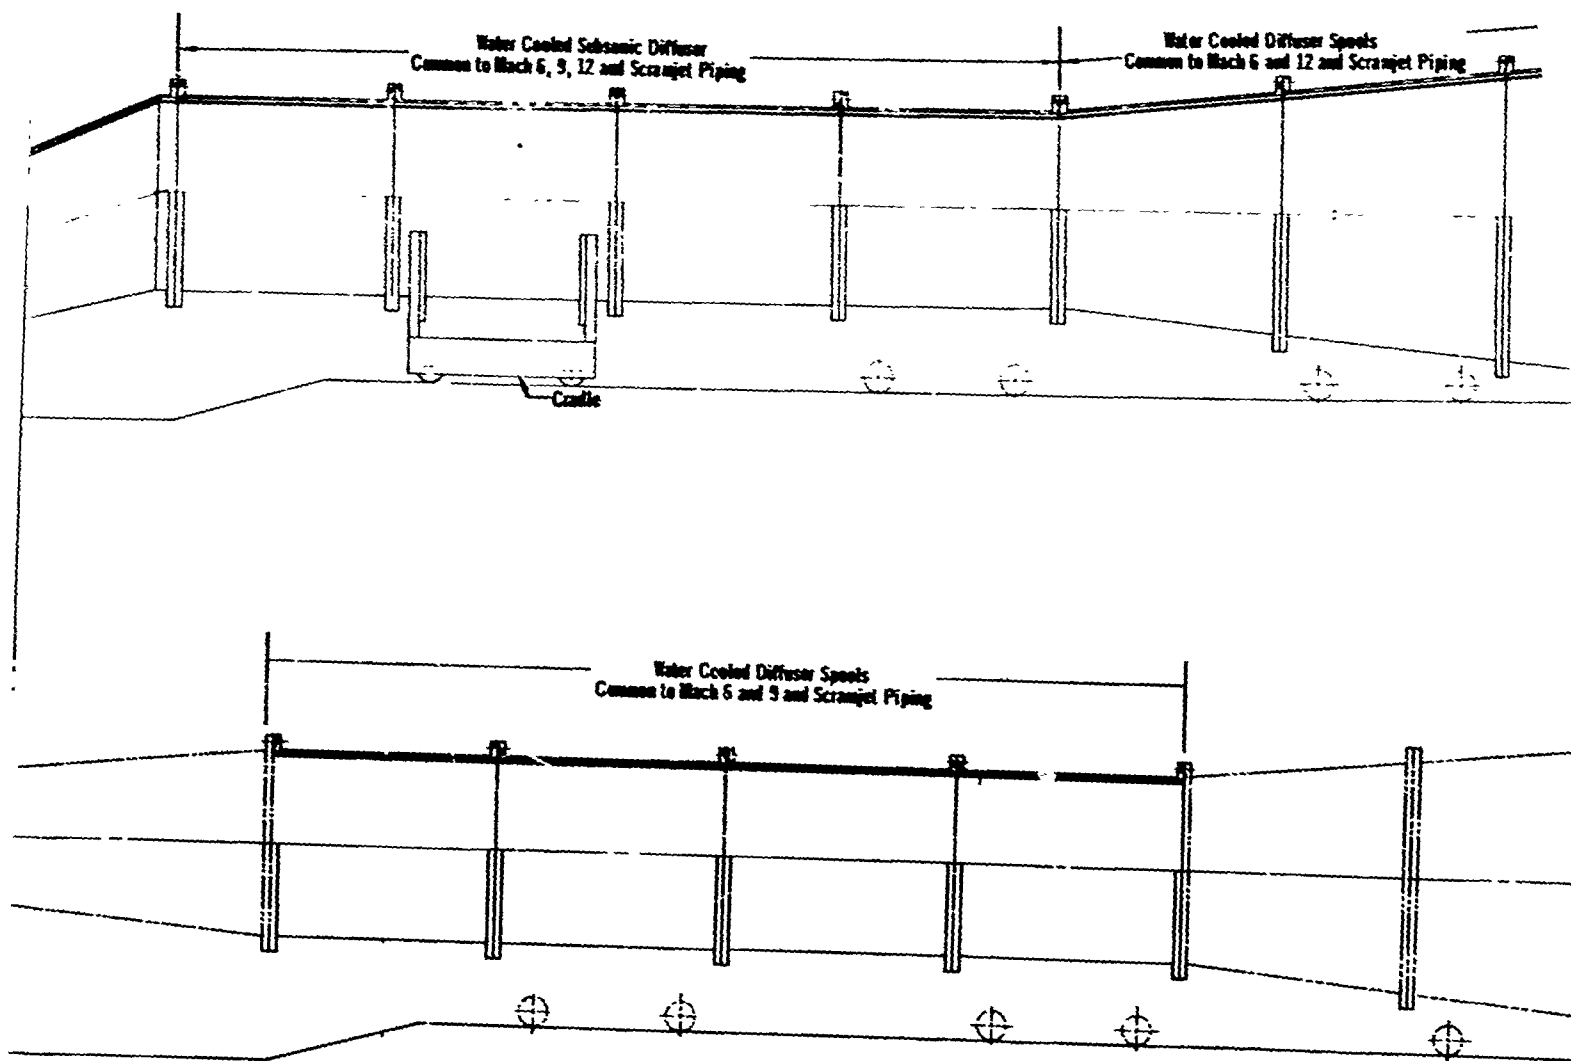 Water Cooled Subsonic Diffuser
Common to Mach 6, 9, 12 and Scramjet Piping
Water Cooled Diffuser Spools
Common to Mach 6 and 12 and Scramjet Piping
Cradle
Water Cooled Diffuser Spools
Common to Mach 6 and 9 and Scramjet Piping